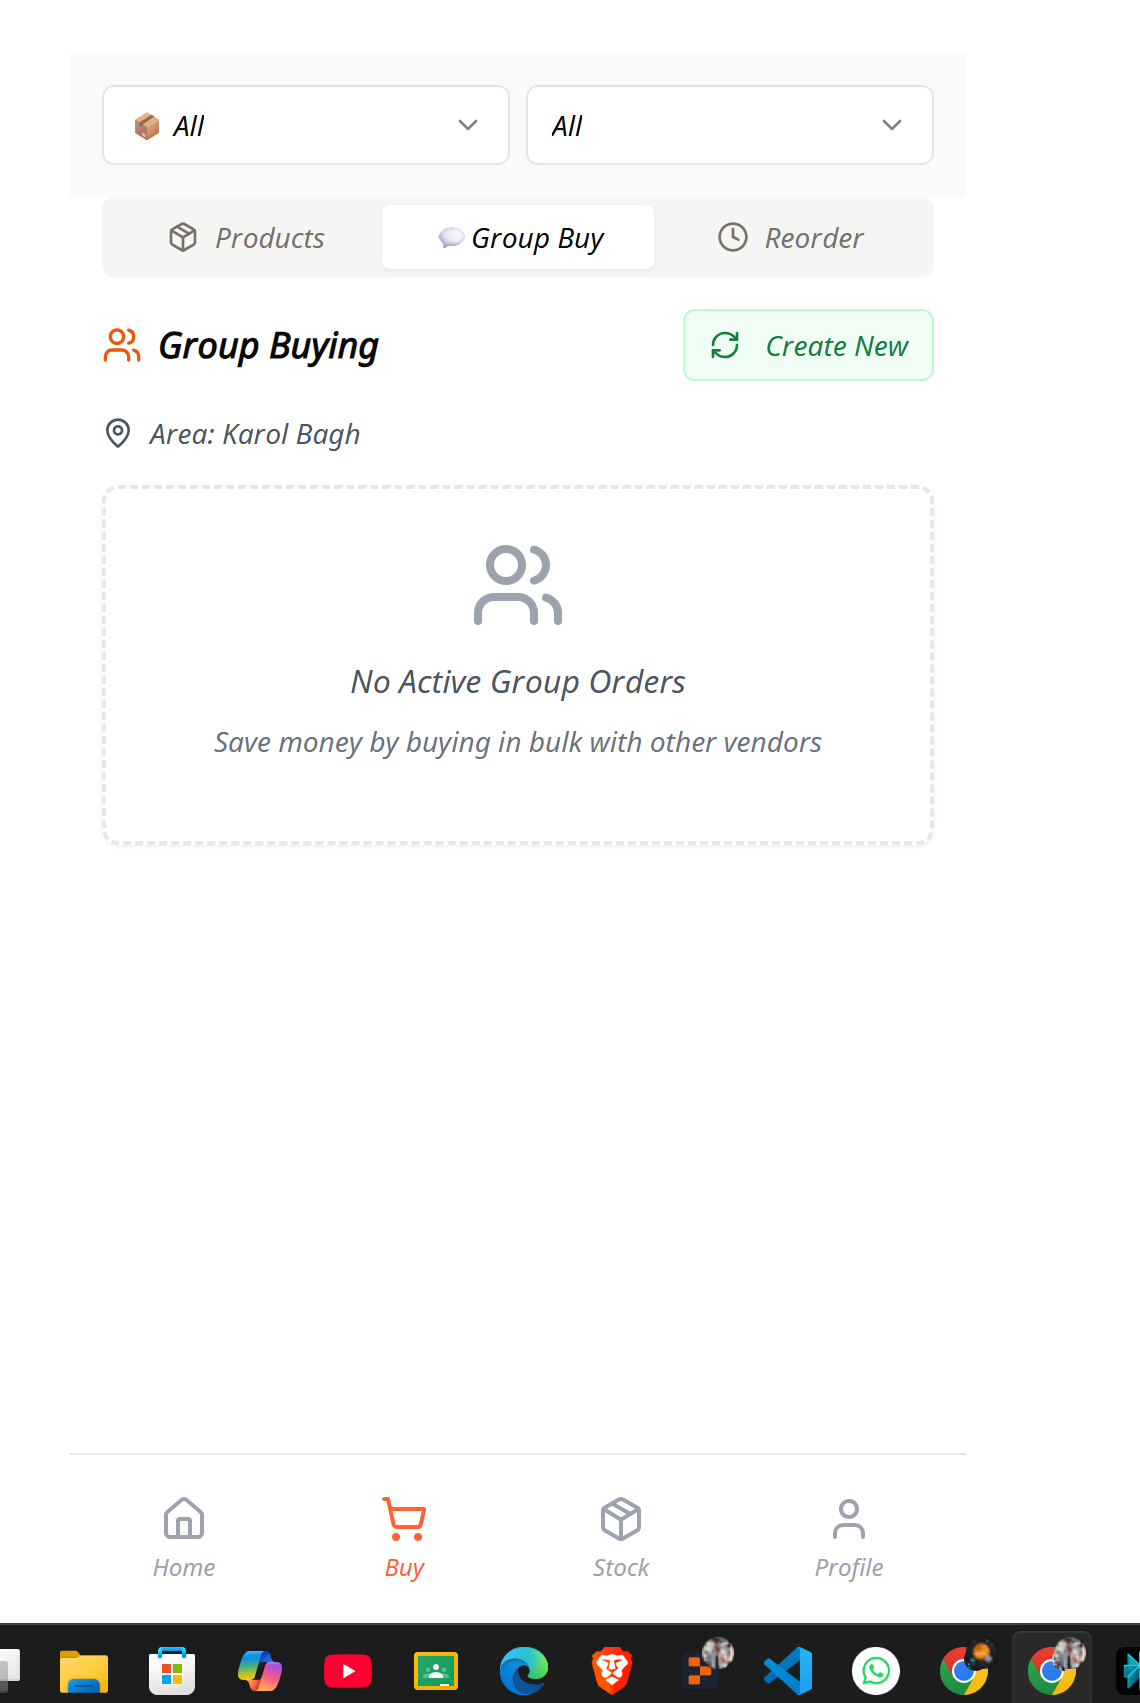 📦 All
All
Products
💬 Group Buy
Reorder
Group Buying
Create New
Area: Karol Bagh
No Active Group Orders
Save money by buying in bulk with other vendors
Home
Buy
Stock
Profile